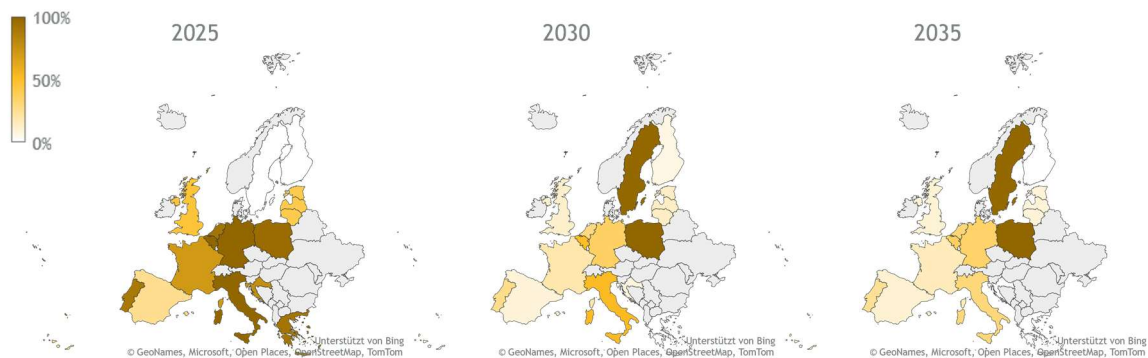 100%
50%
0%
2025
2030
2035
Unterstützt von Bing
© GeoNames, Microsoft, Open Places, OpenStreetMap, TomTom
Unterstützt von Bing
© GeoNames, Microsoft, Open Places, OpenStreetMap, TomTom
Unterstützt von Bing
© GeoNames, Microsoft, Open Places, OpenStreetMap, TomTom